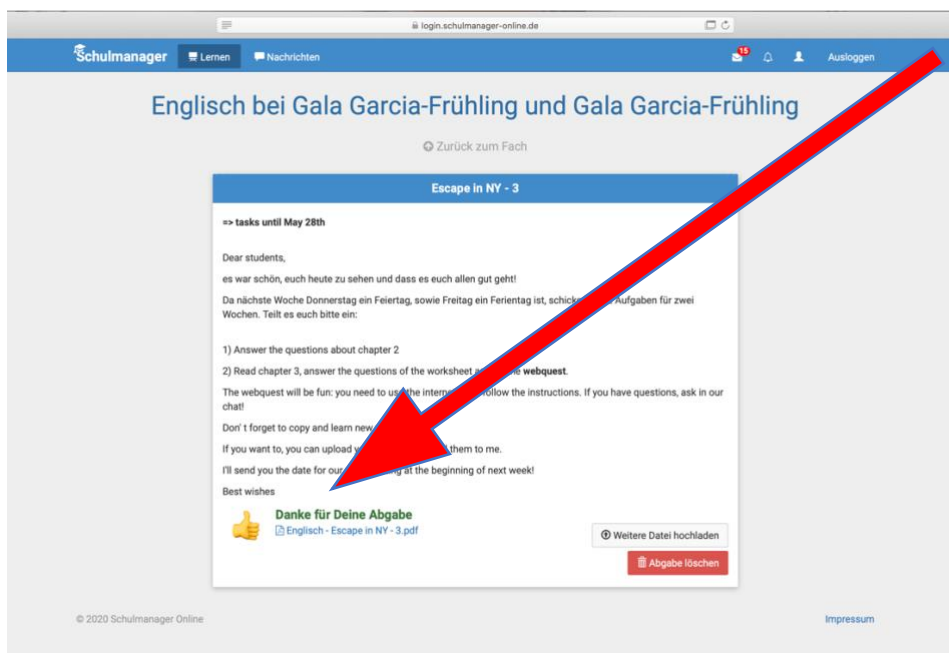 login.schulmanager-online.de
Schulmanager Lernen Nachrichten 15 Ausloggen
Englisch bei Gala Garcia-Frühling und Gala Garcia-Frühling
Zurück zum Fach
Escape in NY - 3
=> tasks until May 28th
Dear students,
es war schön, euch heute zu sehen und dass es euch allen gut geht!
Da nächste Woche Donnerstag ein Feiertag, sowie Freitag ein Ferientag ist, schick Aufgaben für zwei
Wochen. Teilt es euch bitte ein:
1) Answer the questions about chapter 2
2) Read chapter 3, answer the questions of the worksheet webquest.
The webquest will be fun: you need to use the intern follow the instructions. If you have questions, ask in our
chat!
Don' t forget to copy and learn new
If you want to, you can upload them to me.
I'll send you the date for our at the beginning of next week!
Best wishes
Danke für Deine Abgabe
Englisch - Escape in NY - 3.pdf
Weitere Datei hochladen
Abgabe löschen
© 2020 Schulmanager Online Impressum